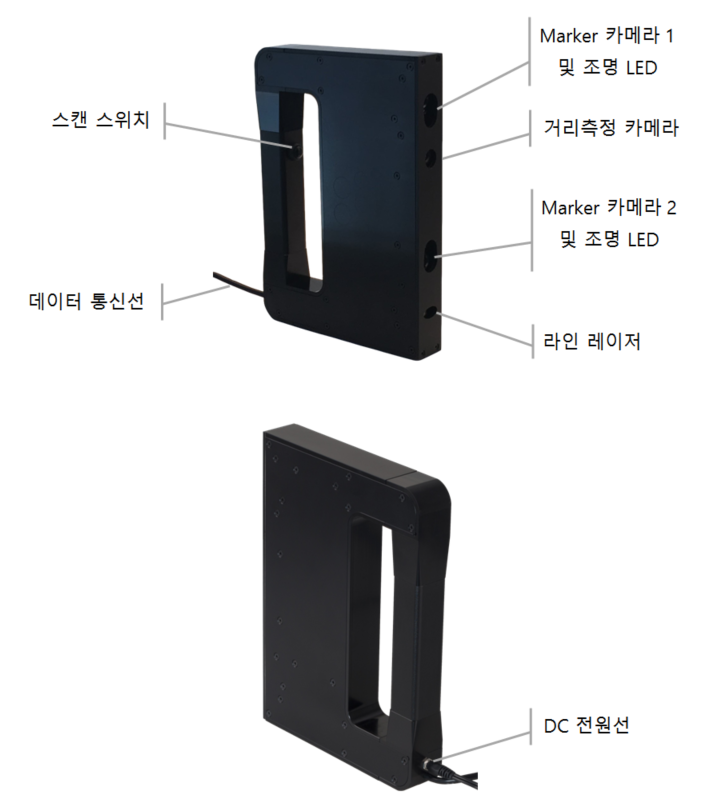 Marker 카메라 1
및 조명 LED
스캔 스위치
거리측정 카메라
Marker 카메라 2
및 조명 LED
데이터 통신선
라인 레이저
DC 전원선